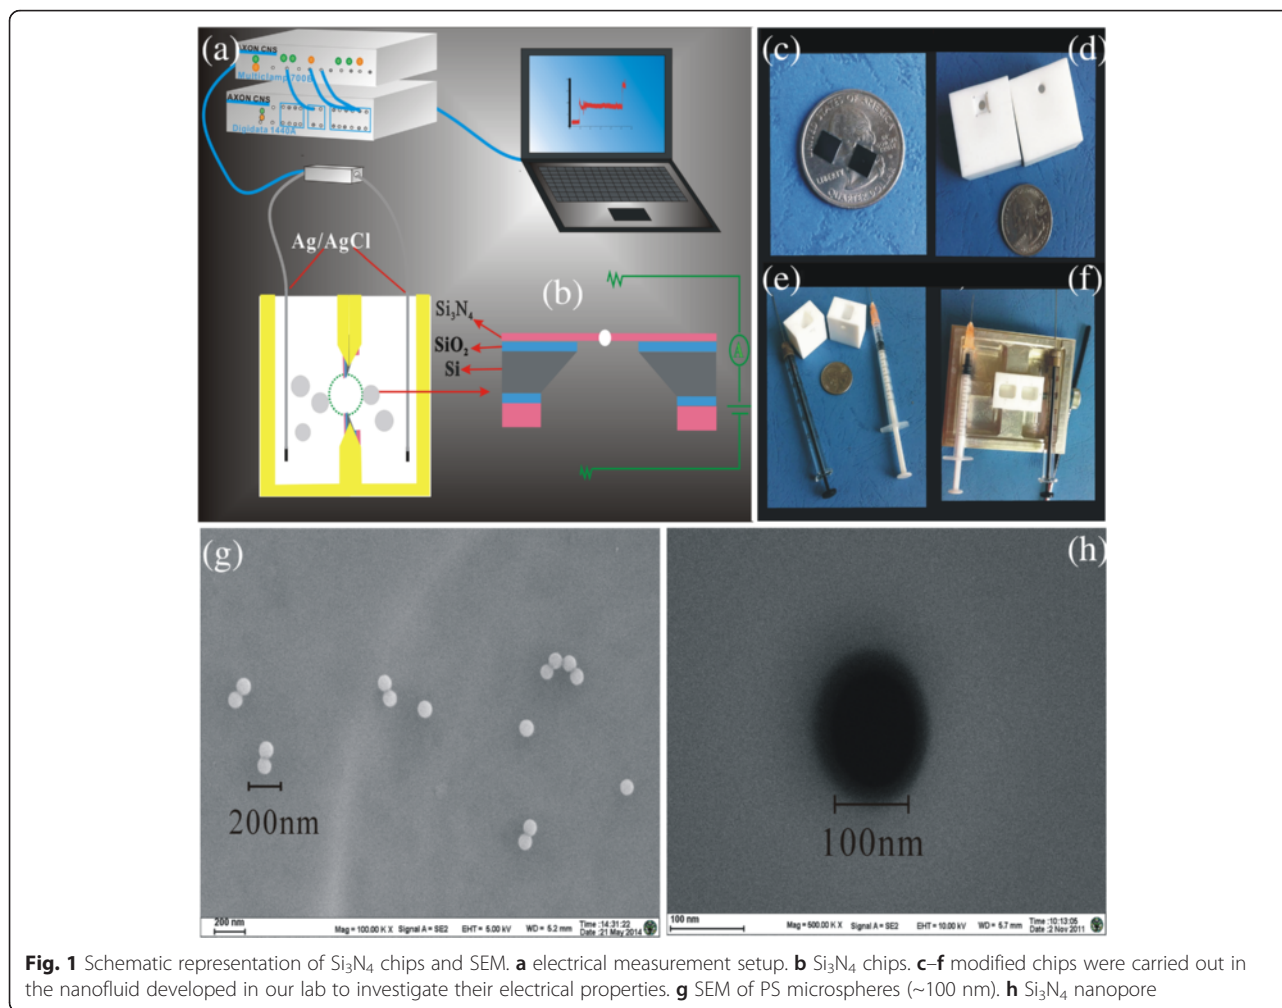 (a)
AXON CNS
Multiclamp 700B
AXON CNS
Digidata 1440A
Ag/AgCl
(b)
Si₃N₄
SiO₂
Si
A
(c)
LIBERTY
(d)
(e)
(f)
(g)
200nm
200 nm
Mag = 100.00 K X Signal A = SE2 EHT = 5.00 kV WD = 5.2 mm Time :14:31:22
Date :21 May 2014
(h)
100nm
100 nm
Mag = 500.00 K X Signal A = SE2 EHT = 10.00 kV WD = 5.7 mm Time :10:13:05
Date :2 Nov 2011
Fig. 1 Schematic representation of Si₃N₄ chips and SEM. a electrical measurement setup. b Si₃N₄ chips. c–f modified chips were carried out in
the nanofluid developed in our lab to investigate their electrical properties. g SEM of PS microspheres (~100 nm). h Si₃N₄ nanopore